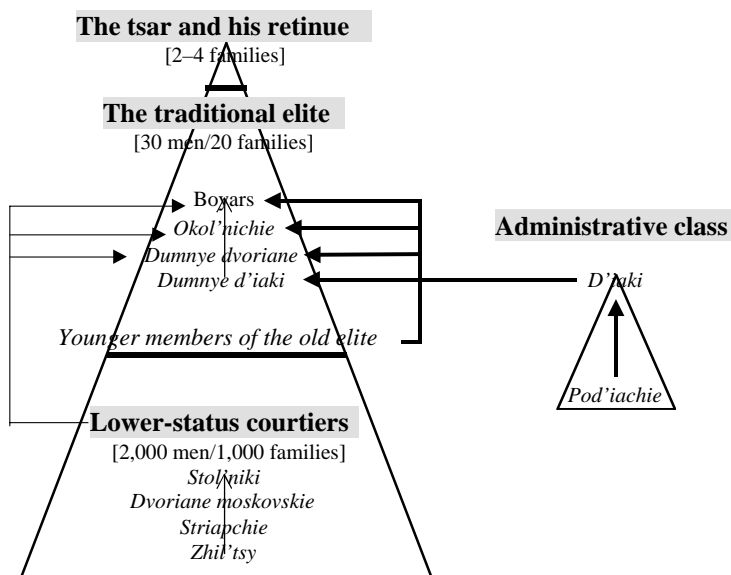 The tsar and his retinue
[2–4 families]
The traditional elite
[30 men/20 families]
Boyars
Okol’nichie
Dumnye dvoriane
Dumnye d’iaki
Younger members of the old elite
Lower-status courtiers
[2,000 men/1,000 families]
Stol’niki
Dvoriane moskovskie
Striapchie
Zhil’tsy
Administrative class
D’iaki
Pod’iachie